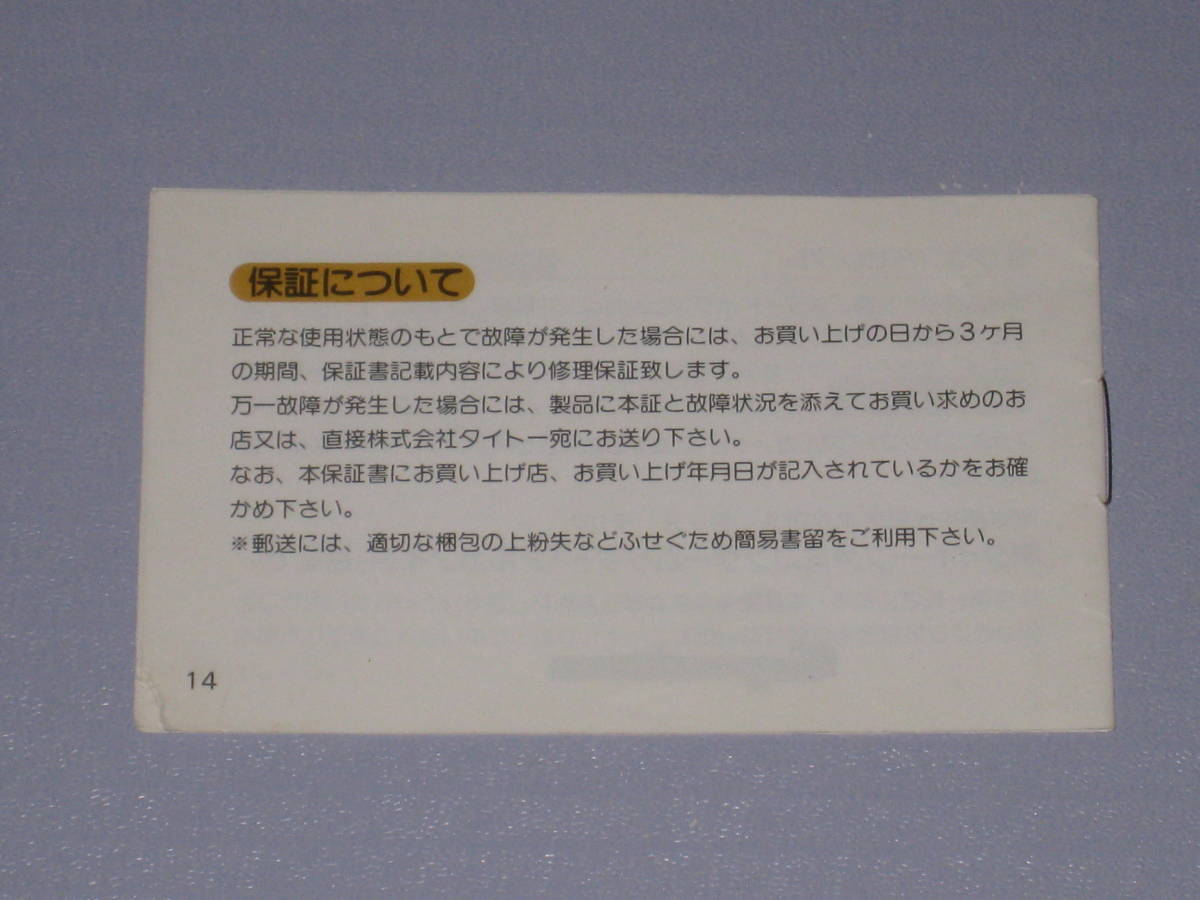 保証について
正常な使用状態のもとで故障が発生した場合には、お買い上げの日から3ヶ月
の期間、保証書記載内容により修理保証致します。
万一故障が発生した場合には、製品に本証と故障状況を添えてお買い求めのお
店又は、直接株式会社タイトー宛にお送り下さい。
なお、本保証書にお買い上げ店、お買い上げ年月日が記入されているかをお確
かめ下さい。
※郵送には、適切な梱包の上粉失などふせぐため簡易書留をご利用下さい。
14